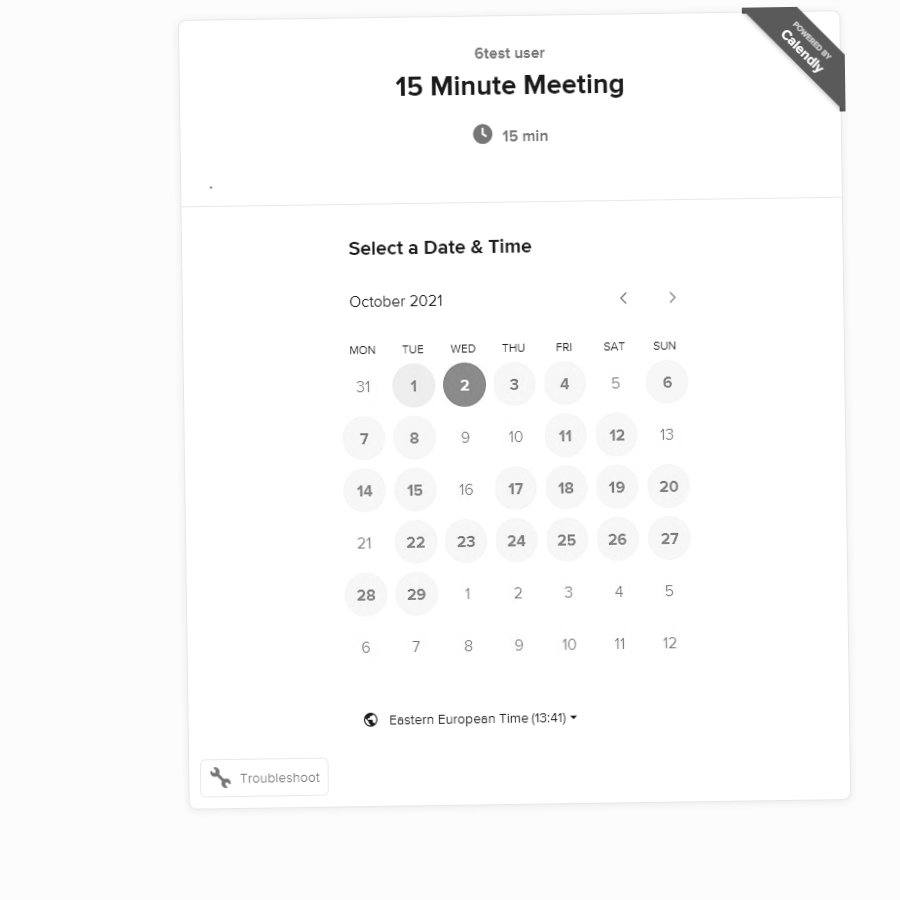 POWERED BY
Calendly
6test user
15 Minute Meeting
15 min
.
Select a Date & Time
October 2021
MON TUE WED THU FRI SAT SUN
31 1 2 3 4 5 6
7 8 9 10 11 12 13
14 15 16 17 18 19 20
21 22 23 24 25 26 27
28 29 1 2 3 4 5
6 7 8 9 10 11 12
Eastern European Time (13:41)
Troubleshoot